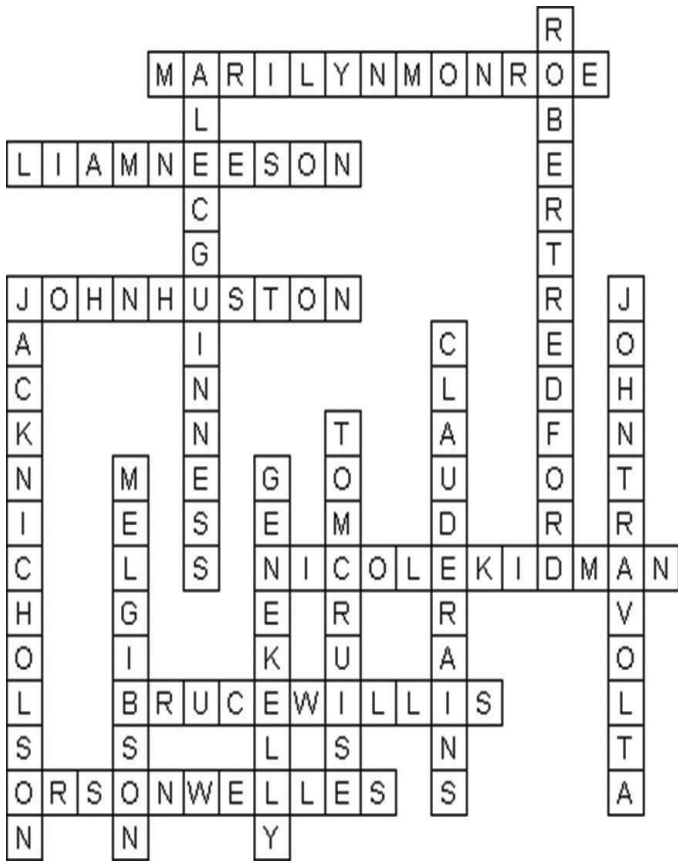 ROBERTREDFORD
MARILYNMONROE
ALECGUINNESS
LIAMNEESON
JOHNHUSTON
JACKNICHOLSON
JOHNTRAVOLTA
CLAUDERAINS
TOMCRUISE
MELGIBSON
GENEKELLY
NICOLEKIDMAN
BRUCEWILLIS
ORSONWELLES